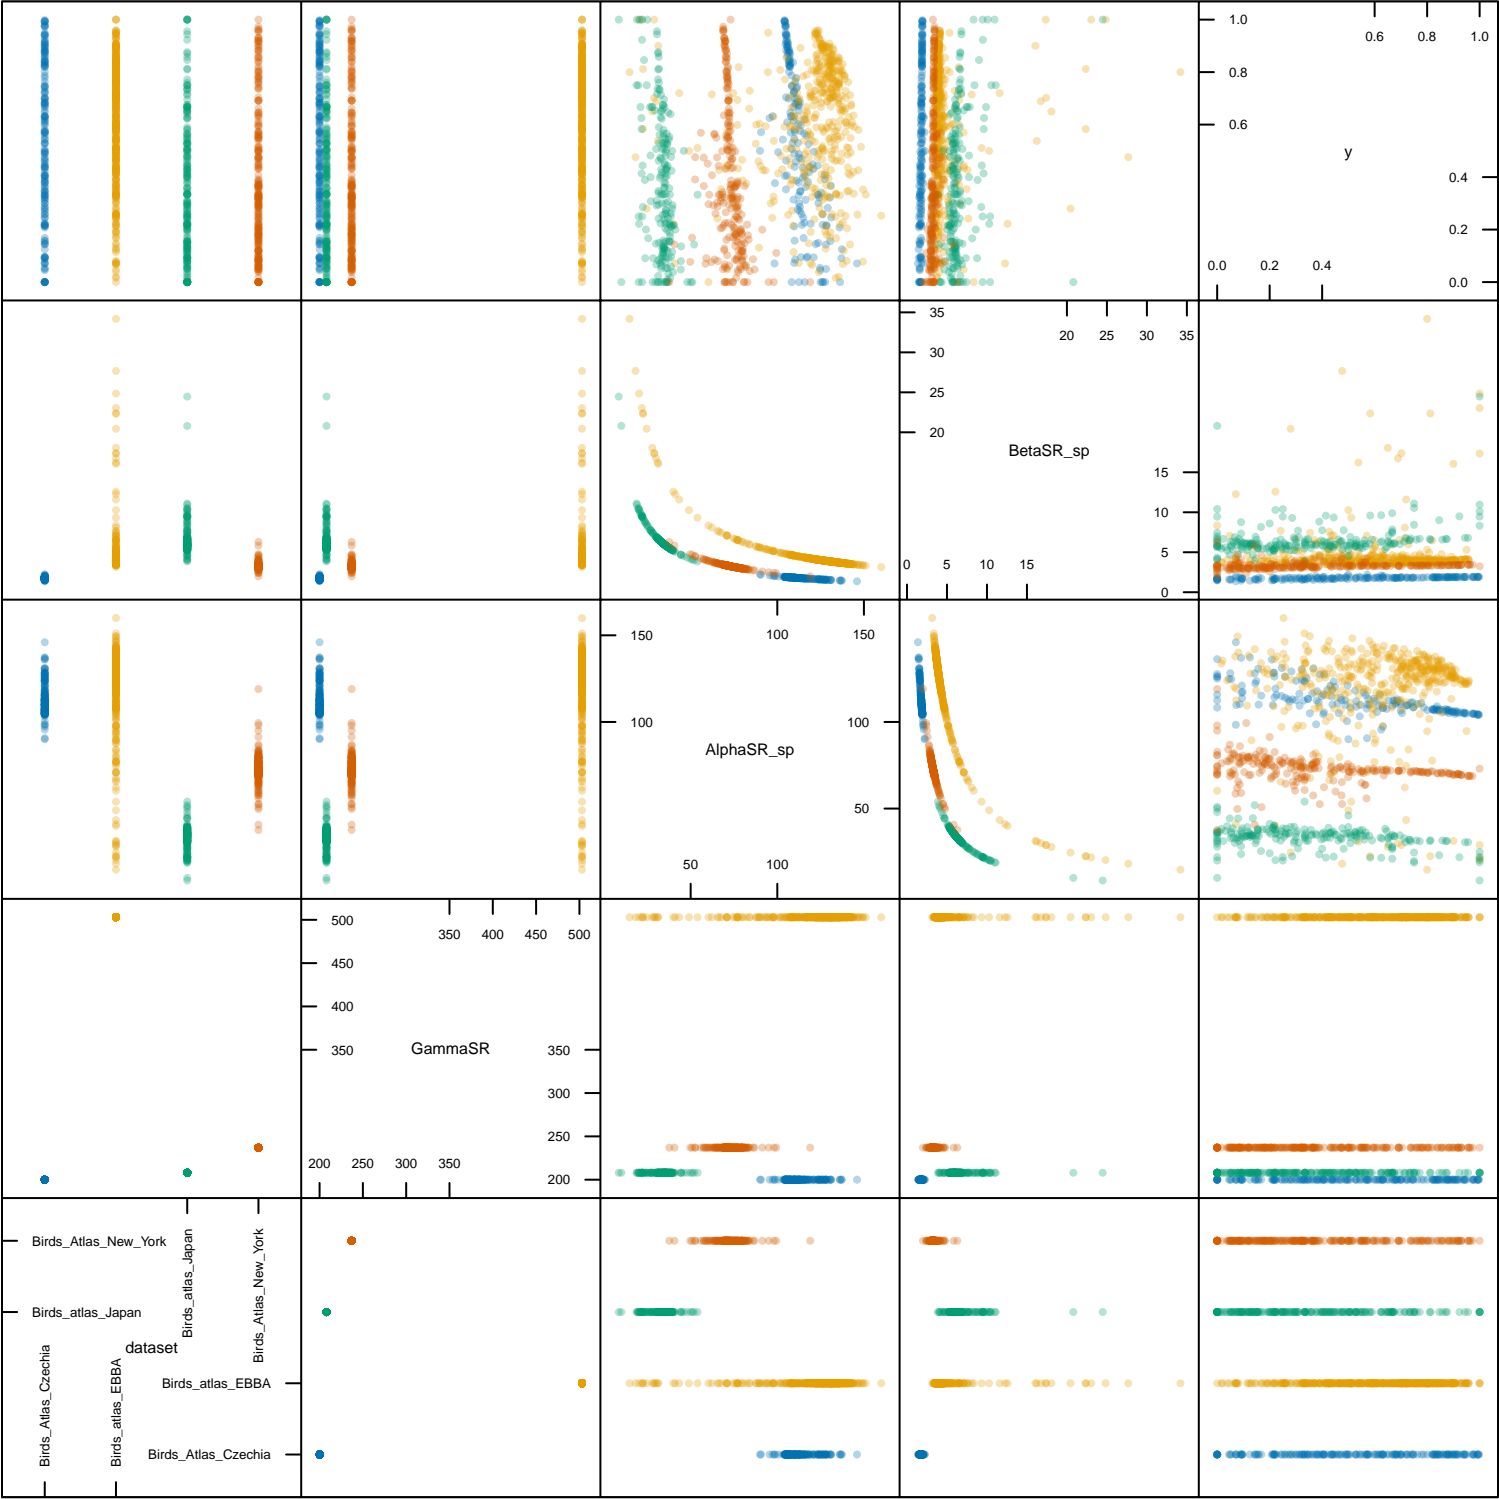 1.0
0.6 0.8 1.0
0.8
0.6
y
0.4
0.2
0.0 0.2 0.4
0.0
35
20 25 30 35
30
25
20
BetaSR_sp
15
10
5
0 5 10 15
0
150
100 150
100
100
AlphaSR_sp
50
50 100
500
350 400 450 500
450
400
350
GammaSR
350
300
250
200 250 300 350
200
Birds_Atlas_New_York
Birds_atlas_Japan
Birds_Atlas_New_York
Birds_atlas_Japan
dataset
Birds_Atlas_Czechia
Birds_atlas_EBBA
Birds_atlas_EBBA
Birds_Atlas_Czechia